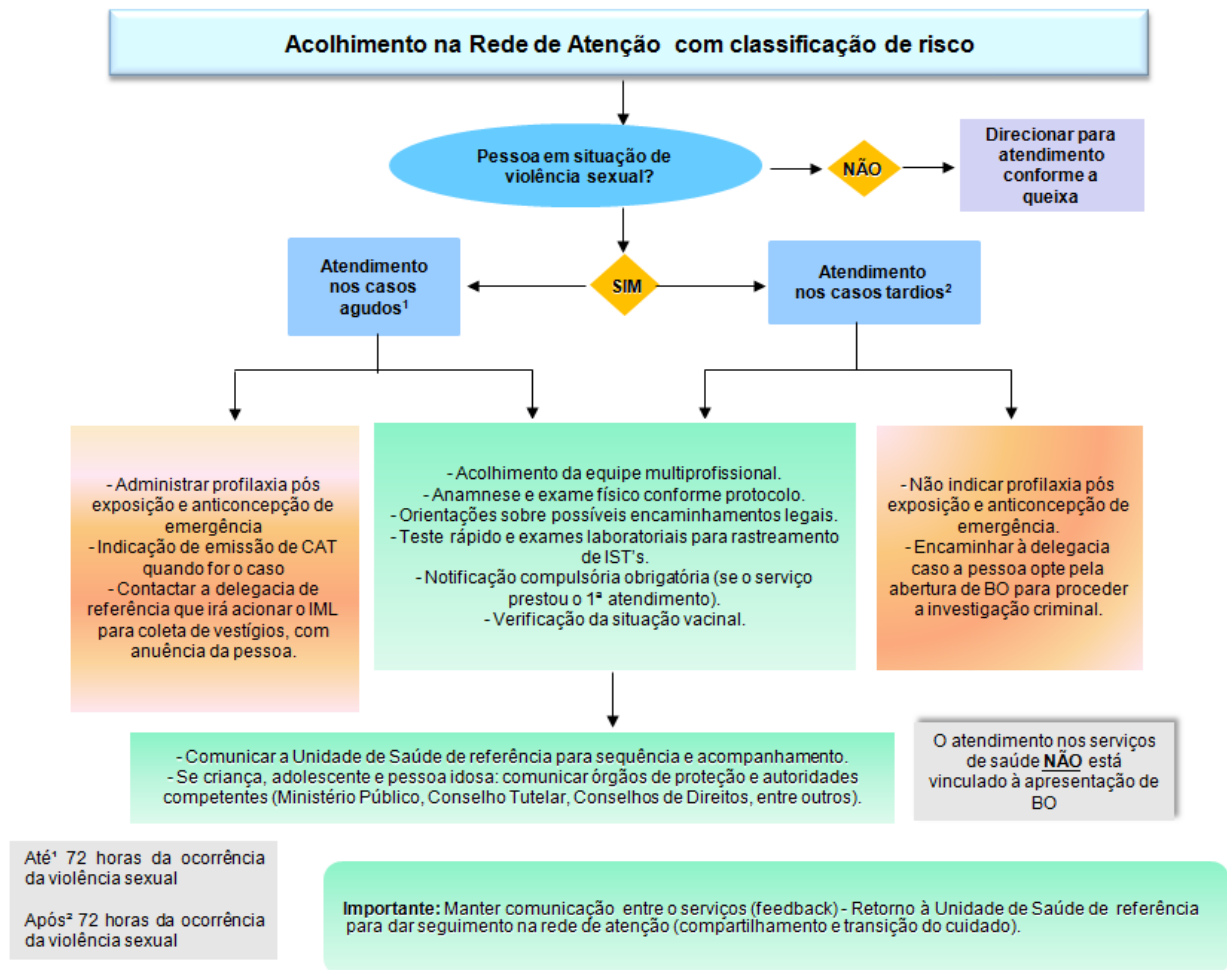 Acolhimento na Rede de Atenção com classificação de risco
Pessoa em situação de
violência sexual?
NÃO
Direcionar para
atendimento
conforme a
queixa
Atendimento
nos casos
agudos¹
SIM
Atendimento
nos casos tardios²
- Administrar profilaxia pós
exposição e anticoncepção de
emergência
- Indicação de emissão de CAT
quando for o caso
- Contactar a delegacia de
referência que irá acionar o IML
para coleta de vestígios, com
anuência da pessoa.
- Acolhimento da equipe multiprofissional.
- Anamnese e exame físico conforme protocolo.
- Orientações sobre possíveis encaminhamentos legais.
- Teste rápido e exames laboratoriais para rastreamento
de IST's.
- Notificação compulsória obrigatória (se o serviço
prestou o 1ª atendimento).
- Verificação da situação vacinal.
- Não indicar profilaxia pós
exposição e anticoncepção de
emergência.
- Encaminhar à delegacia
caso a pessoa opte pela
abertura de BO para proceder
a investigação criminal.
- Comunicar a Unidade de Saúde de referência para sequência e acompanhamento.
- Se criança, adolescente e pessoa idosa: comunicar órgãos de proteção e autoridades
competentes (Ministério Público, Conselho Tutelar, Conselhos de Direitos, entre outros).
O atendimento nos serviços
de saúde NÃO está
vinculado à apresentação de
BO
Até¹ 72 horas da ocorrência
da violência sexual
Após² 72 horas da ocorrência
da violência sexual
Importante: Manter comunicação entre o serviços (feedback) - Retorno à Unidade de Saúde de referência
para dar seguimento na rede de atenção (compartilhamento e transição do cuidado).